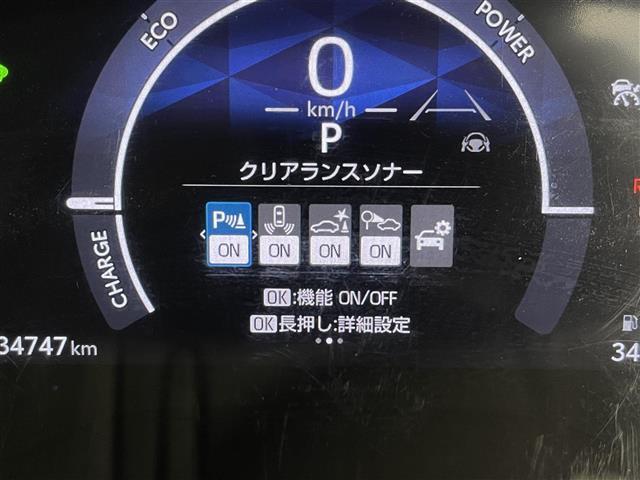 ECO
POWER
0
km/h
P
クリアランスソナー
P
ON
ON
ON
ON
CHARGE
OK:機能 ON/OFF
OK長押し:詳細設定
34747 km
34